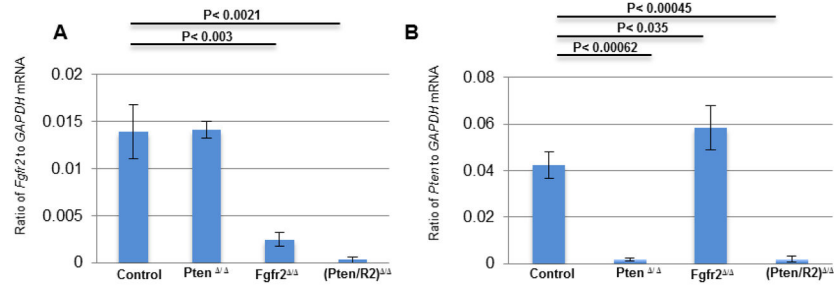 A
P< 0.0021
P< 0.003
Ratio of Fgfr2 to GAPDH mRNA
0.02
0.015
0.01
0.005
0
Control
Pten Δ/Δ
Fgfr2Δ/Δ
(Pten/R2)Δ/Δ
B
P< 0.00045
P< 0.035
P< 0.00062
Ratio of Pten to GAPDH mRNA
0.08
0.06
0.04
0.02
0
Control
Pten Δ/Δ
Fgfr2Δ/Δ
(Pten/R2)Δ/Δ